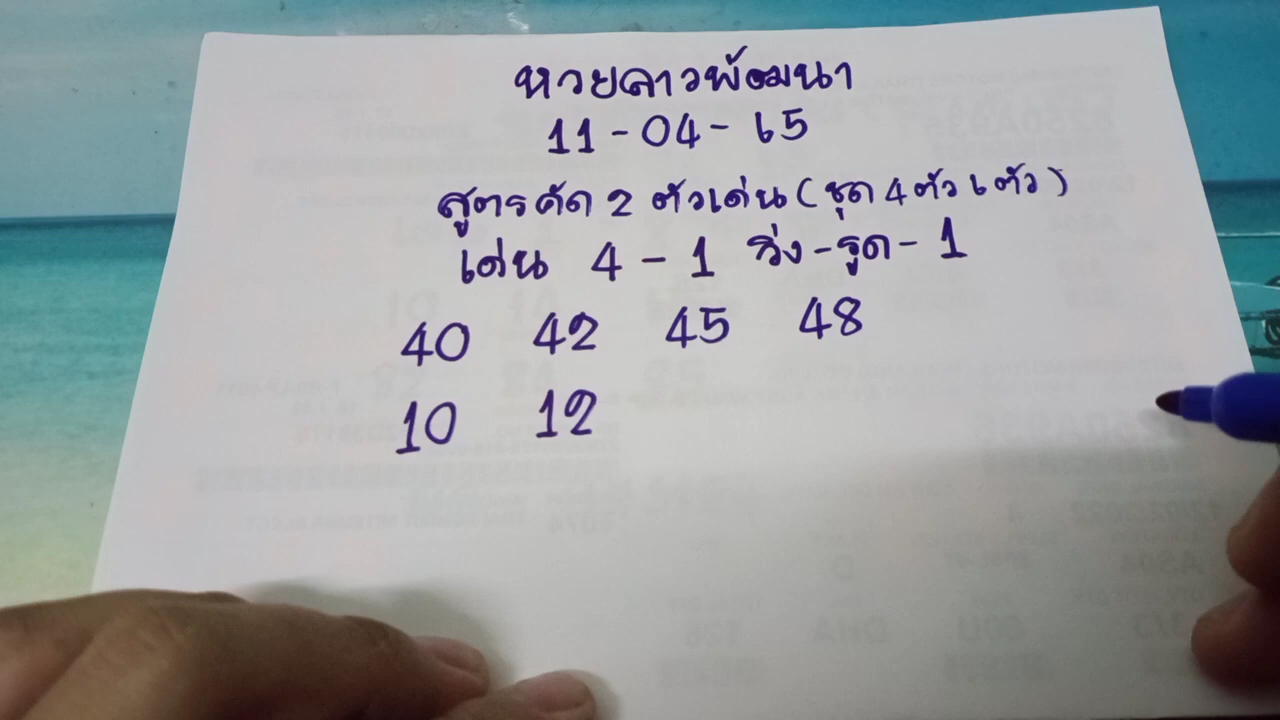 หวยลาวพัฒนา
11-04-65
สูตรคัด 2 ตัวเด่น (ชุด 4 ตัว 6 ตัว)
เด่น 4-1 วิ่ง-รูด-1
40 42 45 48
10 12